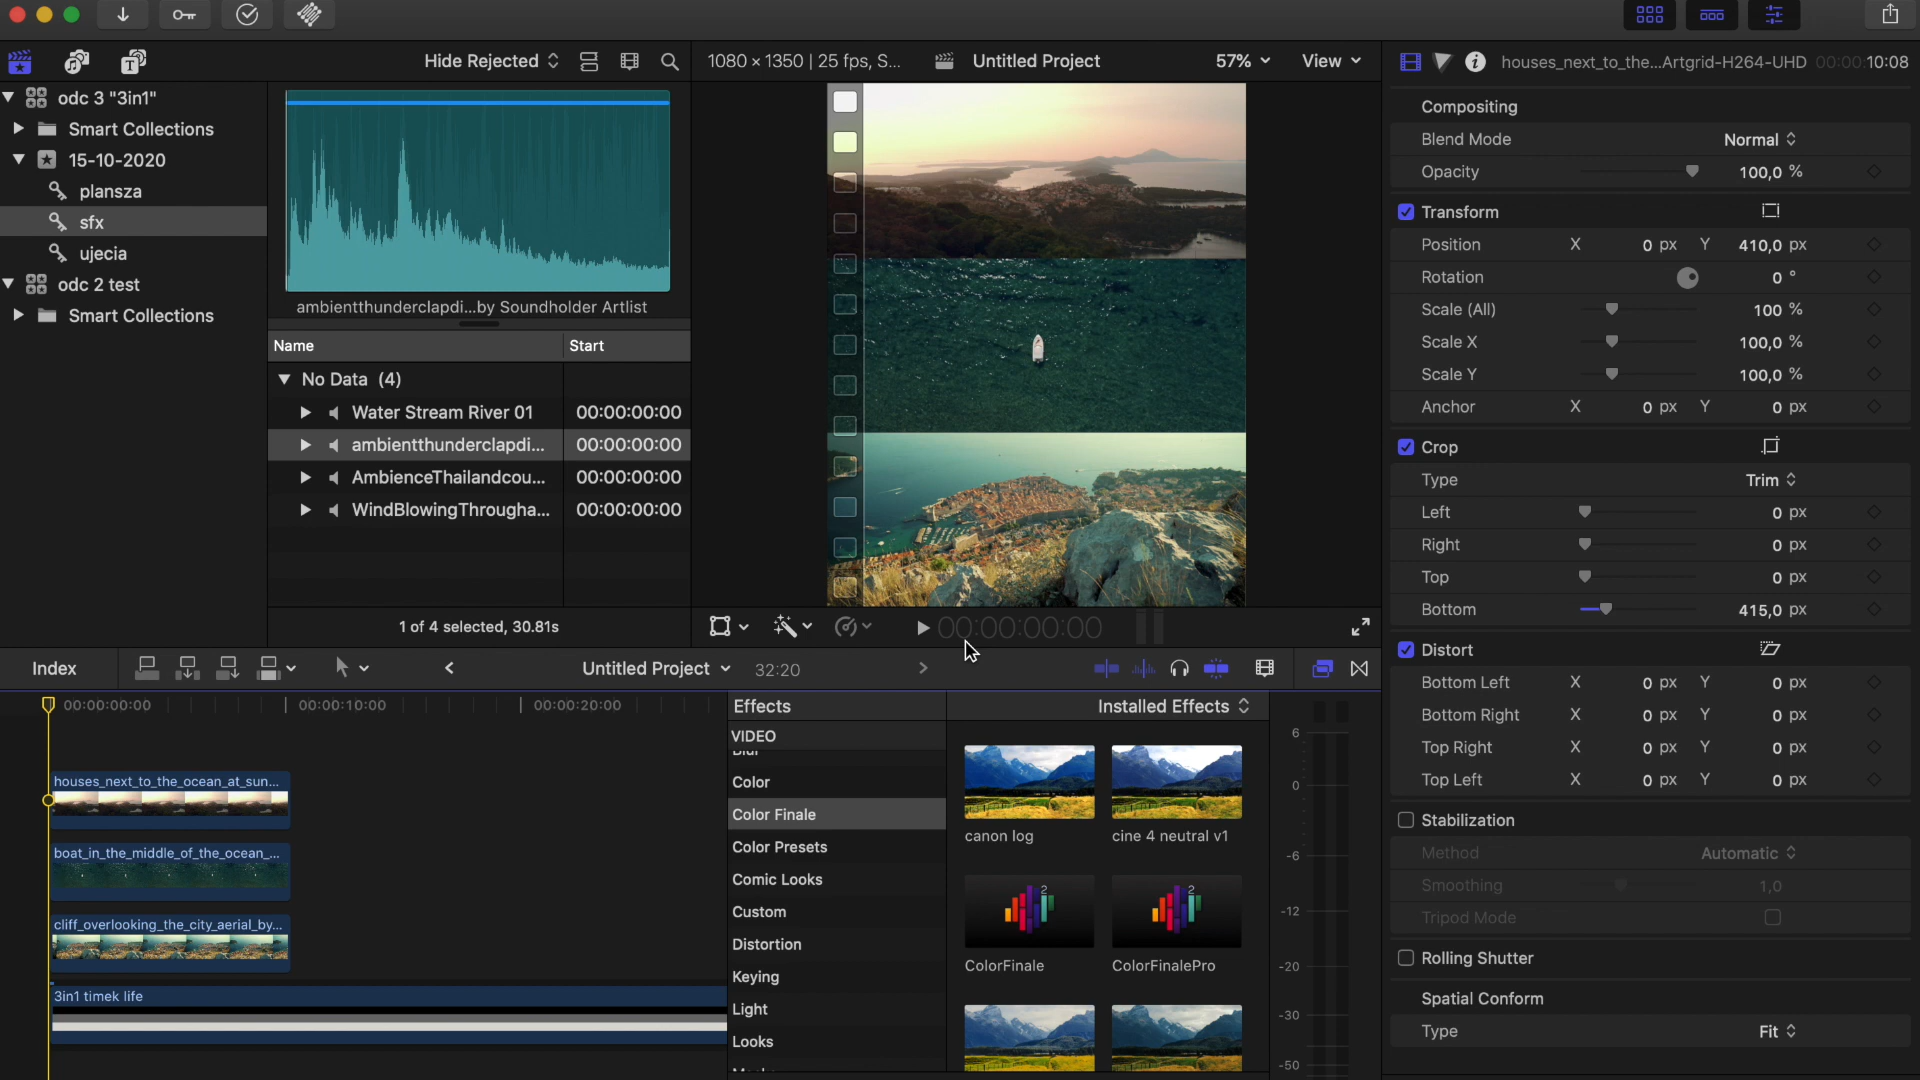 Hide Rejected
1080 × 1350 | 25 fps, S...
Untitled Project
57%
View
houses_next_to_the...Artgrid-H264-UHD
00:00:10:08
odc 3 "3in1"
Smart Collections
15-10-2020
plansza
sfx
ujecia
odc 2 test
Smart Collections
ambientthunderclapdi...by Soundholder Artlist
Name
Start
No Data (4)
Water Stream River 01
00:00:00:00
ambientthunderclapdi...
00:00:00:00
AmbienceThailandcou...
00:00:00:00
WindBlowingThrougha...
00:00:00:00
1 of 4 selected, 30.81s
00:00:00:00
Compositing
Blend Mode
Normal
Opacity
100,0 %
Transform
Position X 0 px Y 410,0 px
Rotation 0 °
Scale (All) 100 %
Scale X 100,0 %
Scale Y 100,0 %
Anchor X 0 px Y 0 px
Crop
Type Trim
Left 0 px
Right 0 px
Top 0 px
Bottom 415,0 px
Distort
Bottom Left X 0 px Y 0 px
Bottom Right X 0 px Y 0 px
Top Right X 0 px Y 0 px
Top Left X 0 px Y 0 px
Stabilization
Method Automatic
Smoothing 1,0
Tripod Mode
Rolling Shutter
Spatial Conform
Type Fit
Index
Untitled Project
32:20
00:00:00:00
00:00:10:00
00:00:20:00
houses_next_to_the_ocean_at_sun...
boat_in_the_middle_of_the_ocean_...
cliff_overlooking_the_city_aerial_by...
3in1 timek life
Effects
Installed Effects
VIDEO
Blur
Color
Color Finale
Color Presets
Comic Looks
Custom
Distortion
Keying
Light
Looks
canon log
cine 4 neutral v1
2
2
ColorFinale
ColorFinalePro
6
0
-6
-12
-20
-30
-50